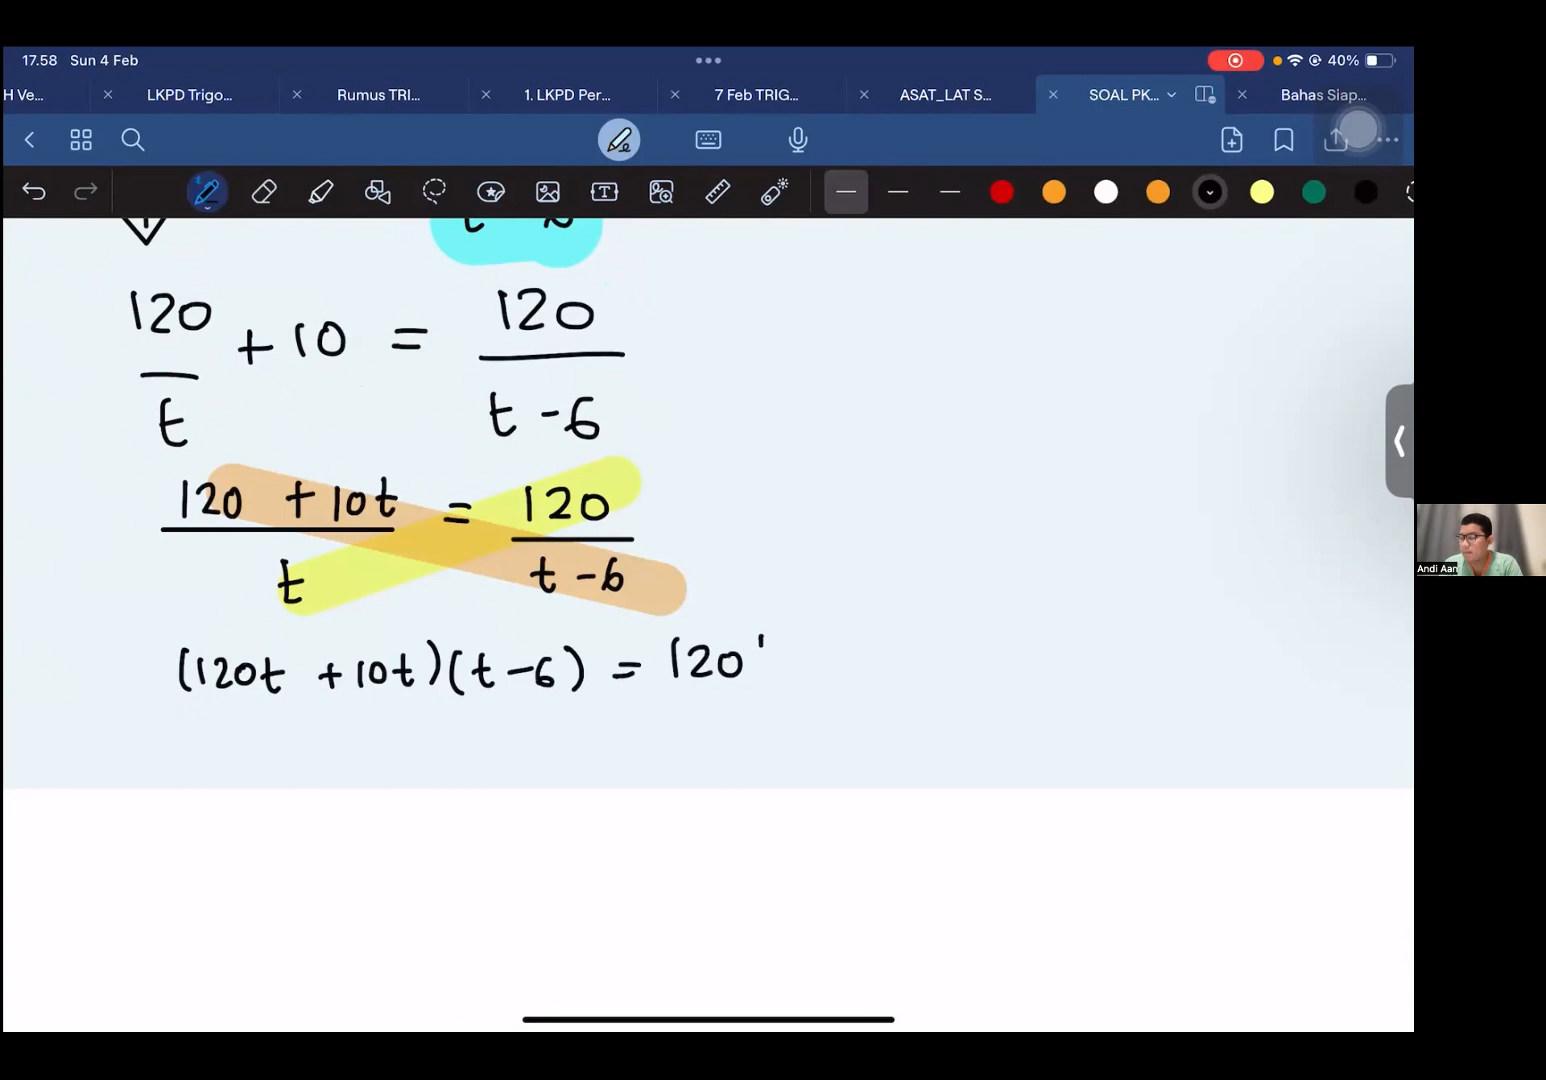 17.58 Sun 4 Feb
40%
H Ve...
LKPD Trigo...
Rumus TRI...
1. LKPD Per...
7 Feb TRIG...
ASAT_LAT S...
SOAL PK...
Bahas Siap...
120/t + 10 = 120/(t - 6)
(120 + 10t)/t = 120/(t - 6)
(120t + 10t)(t - 6) = 120
Andi Aan